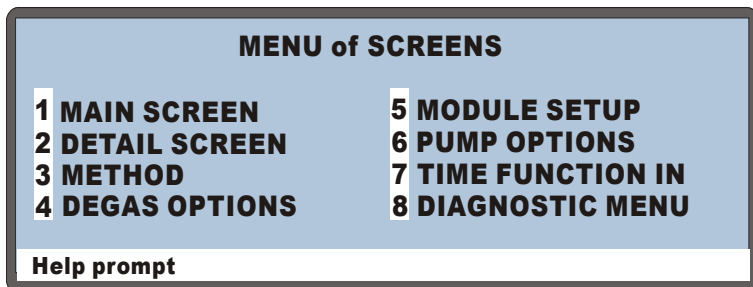 MENU of SCREENS
1 MAIN SCREEN
2 DETAIL SCREEN
3 METHOD
4 DEGAS OPTIONS
5 MODULE SETUP
6 PUMP OPTIONS
7 TIME FUNCTION IN
8 DIAGNOSTIC MENU
Help prompt